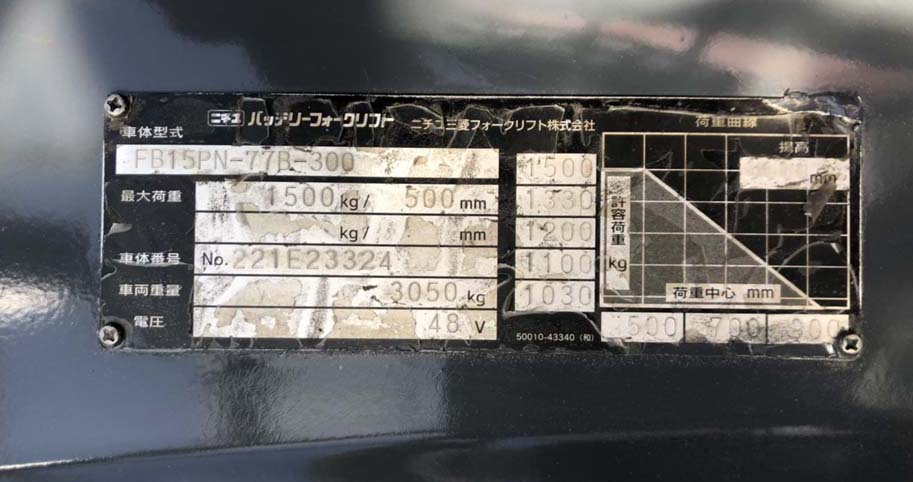 ニチユ バッテリーフォークリフト ニチユ三菱フォークリフト株式会社
車体型式
FB15PN-77B-300
最大荷重 1500 kg/ 500 mm
kg/ mm
車体番号 No. 221E23324
車両重量 3050 kg
電圧 48 V
1500
1330
1200
1100
1030
50010-43340 (和)
荷重曲線
揚高
mm
許容荷重 kg
荷重中心 mm
500 700 900